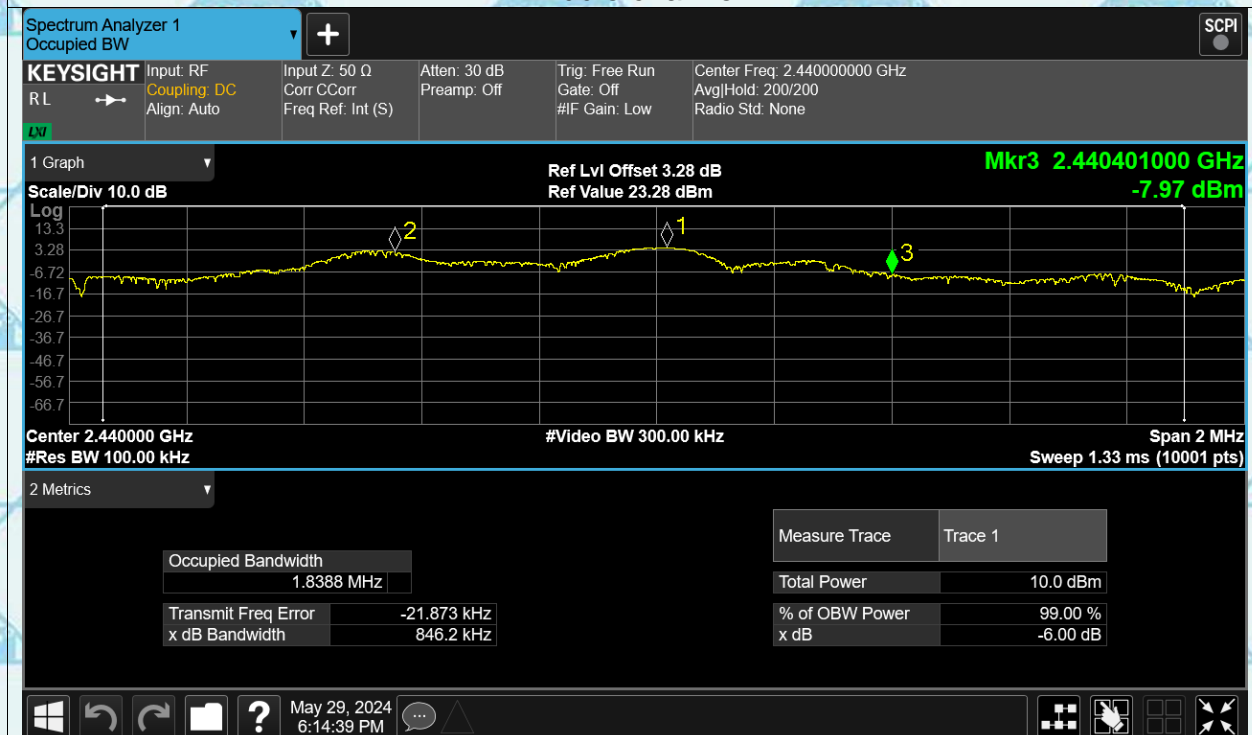 Spectrum Analyzer 1
Occupied BW
+
SCPI
KEYSIGHT
R L
LXI
Input: RF
Coupling: DC
Align: Auto
Input Z: 50 Ω
Corr CCorr
Freq Ref: Int (S)
Atten: 30 dB
Preamp: Off
Trig: Free Run
Gate: Off
#IF Gain: Low
Center Freq: 2.440000000 GHz
Avg|Hold: 200/200
Radio Std: None
1 Graph
Scale/Div 10.0 dB
Ref Lvl Offset 3.28 dB
Ref Value 23.28 dBm
Mkr3 2.440401000 GHz
-7.97 dBm
Log
13.3
3.28
-6.72
-16.7
-26.7
-36.7
-46.7
-56.7
-66.7
2
1
3
Center 2.440000 GHz
#Video BW 300.00 kHz
Span 2 MHz
#Res BW 100.00 kHz
Sweep 1.33 ms (10001 pts)
2 Metrics
Occupied Bandwidth
1.8388 MHz
Transmit Freq Error -21.873 kHz
x dB Bandwidth 846.2 kHz
Measure Trace Trace 1
Total Power 10.0 dBm
% of OBW Power 99.00 %
x dB -6.00 dB
?
May 29, 2024
6:14:39 PM